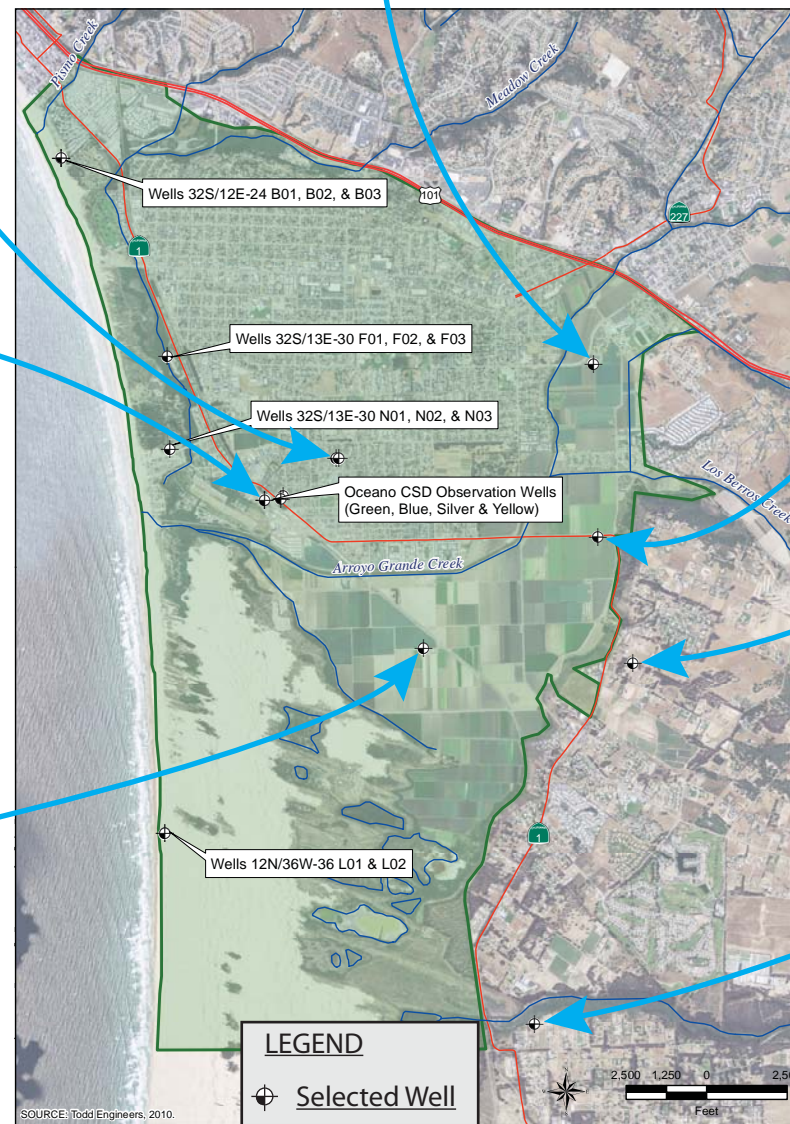 Pismo Creek
Meadow Creek
Wells 32S/12E-24 B01, B02, & B03
101
227
1
Wells 32S/13E-30 F01, F02, & F03
Wells 32S/13E-30 N01, N02, & N03
Los Berros Creek
Oceano CSD Observation Wells
(Green, Blue, Silver & Yellow)
Arroyo Grande Creek
1
Wells 12N/36W-36 L01 & L02
LEGEND
Selected Well
2,500 1,250 0
Feet
SOURCE: Todd Engineers, 2010.